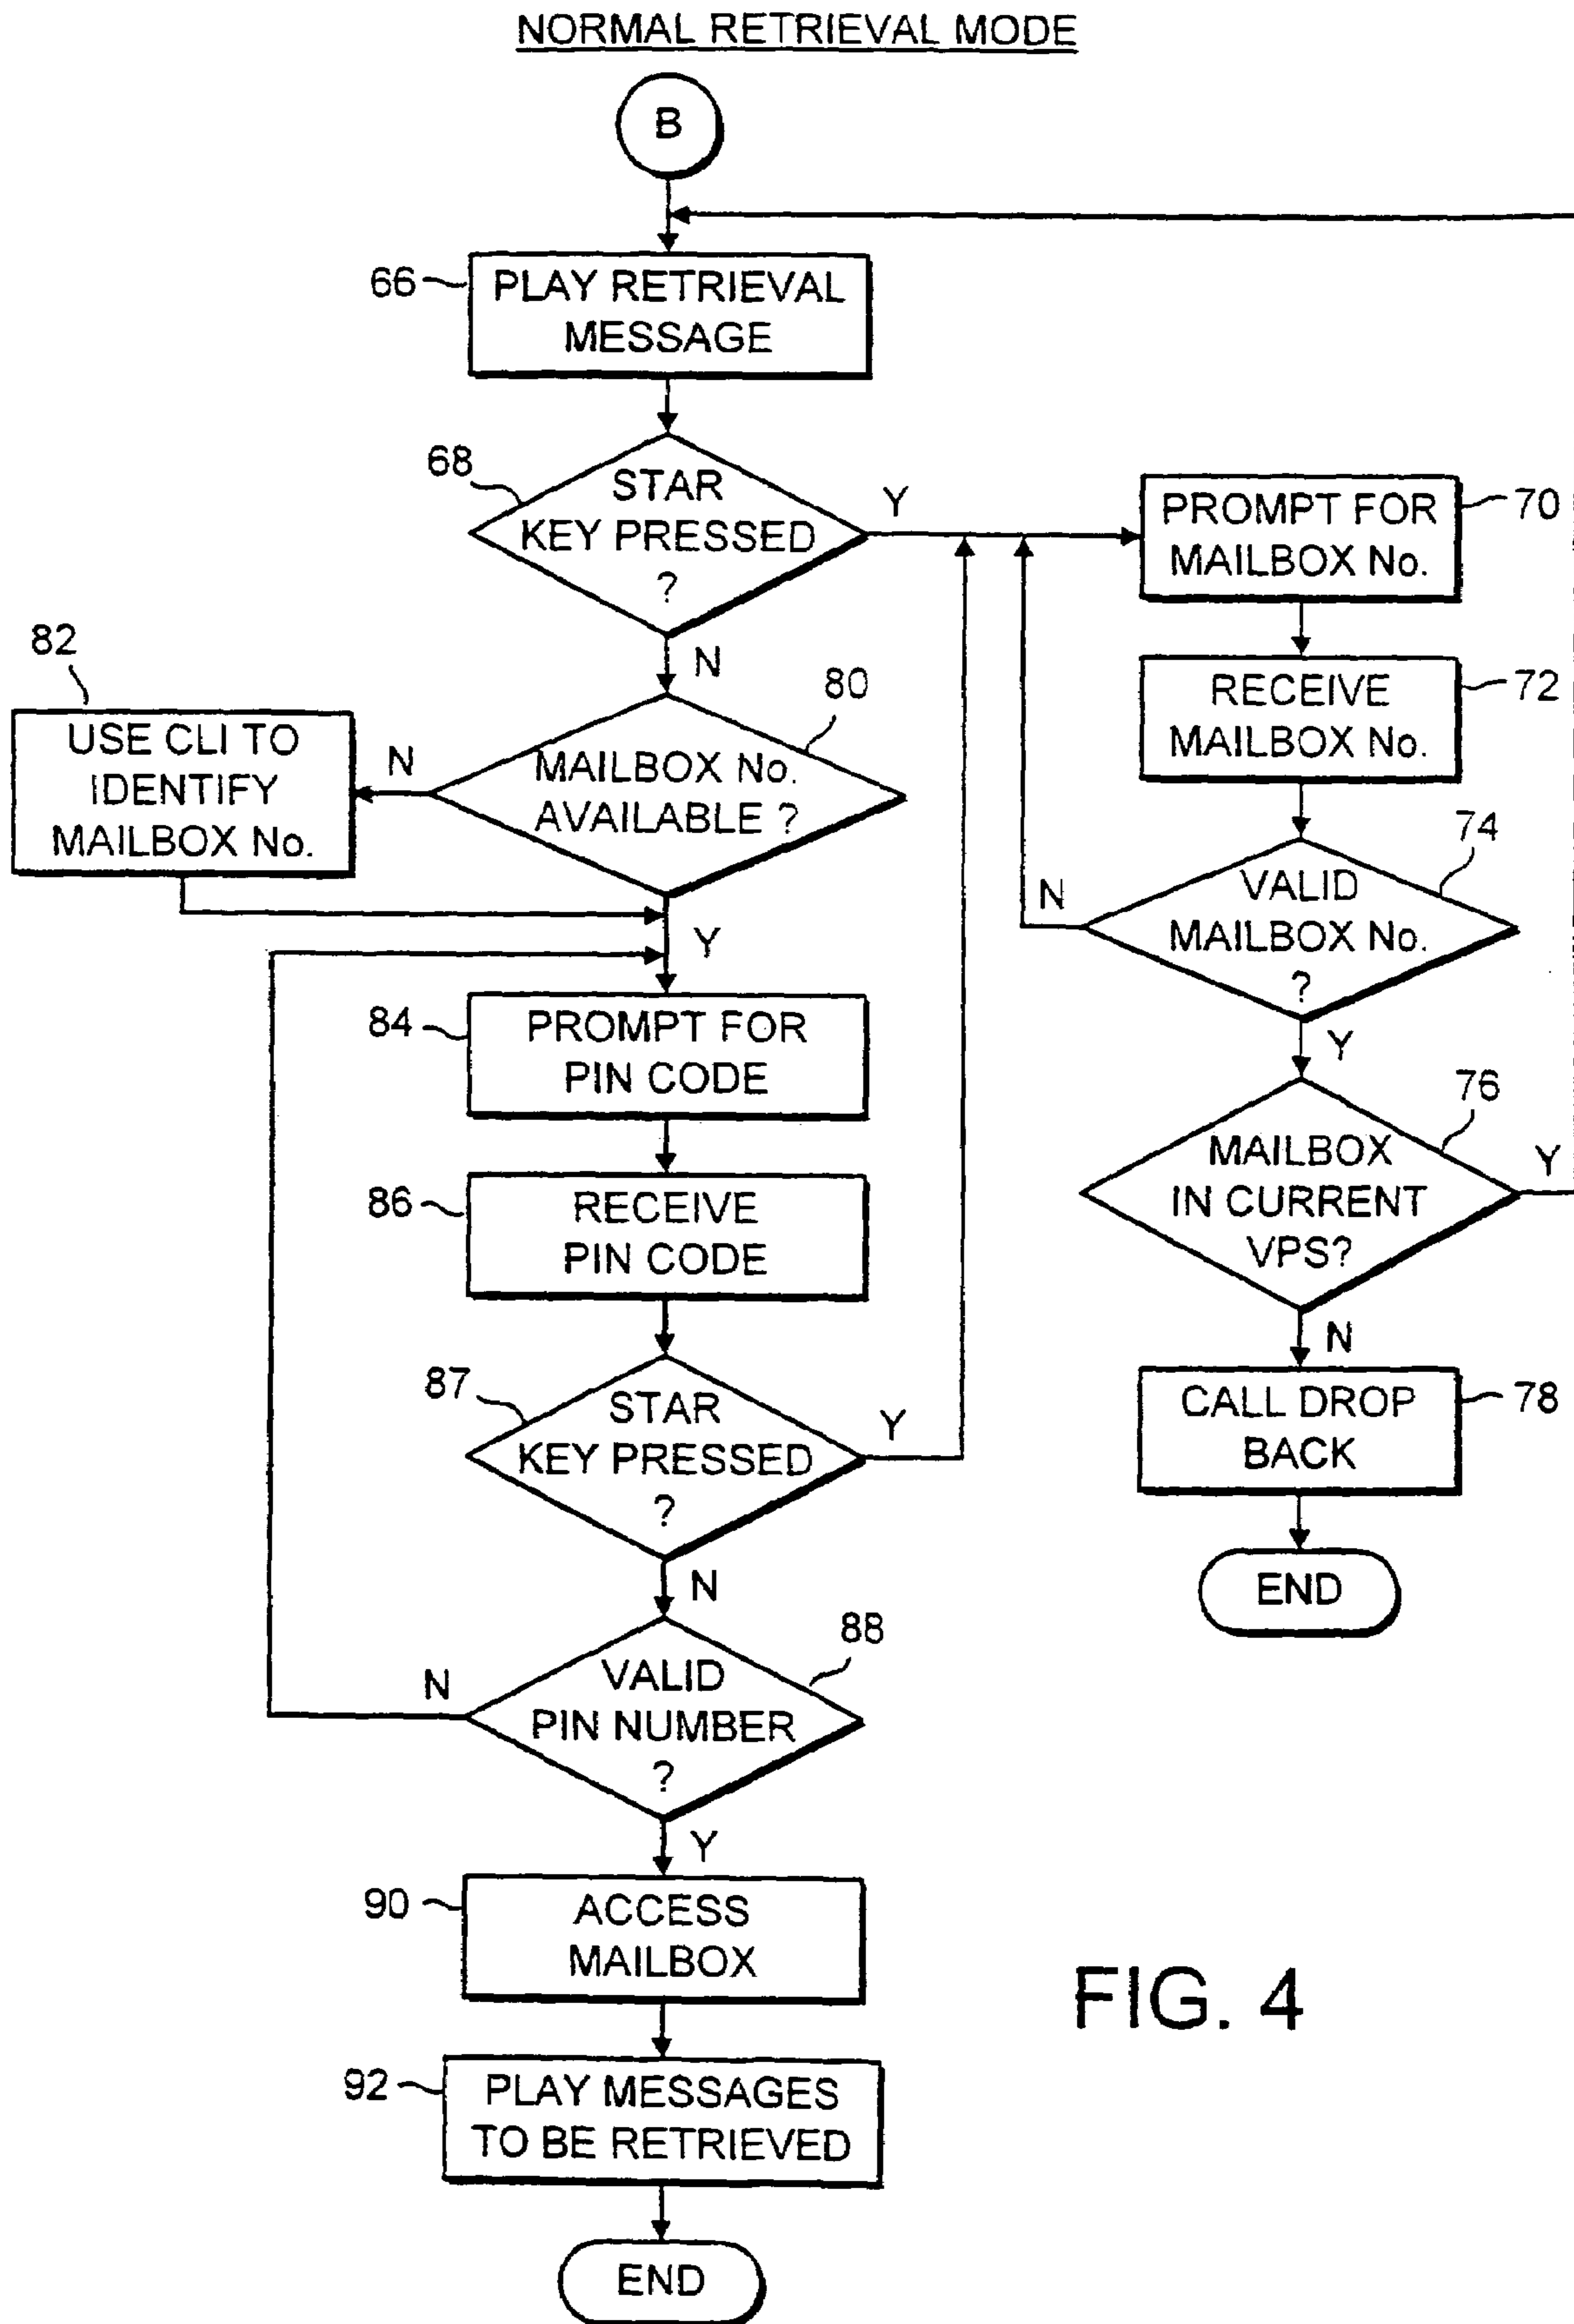 NORMAL RETRIEVAL MODE
B
66
PLAY RETRIEVAL
MESSAGE
68
STAR
KEY PRESSED
?
Y
N
PROMPT FOR
MAILBOX No.
70
RECEIVE
MAILBOX No.
72
82
USE CLI TO
IDENTIFY
MAILBOX No.
N
80
MAILBOX No.
AVAILABLE ?
Y
74
VALID
MAILBOX No.
?
N
Y
84
PROMPT FOR
PIN CODE
76
MAILBOX
IN CURRENT
VPS?
Y
N
86
RECEIVE
PIN CODE
87
STAR
KEY PRESSED
?
Y
N
CALL DROP
BACK
78
END
88
VALID
PIN NUMBER
?
N
Y
90
ACCESS
MAILBOX
FIG. 4
92
PLAY MESSAGES
TO BE RETRIEVED
END